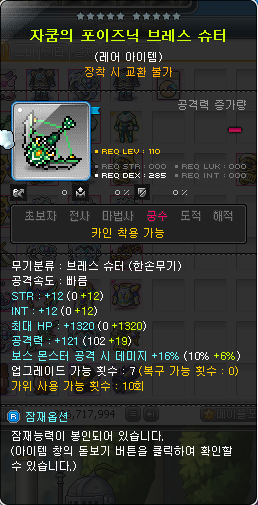 자쿰의 포이즈닉 브레스 슈터
(레어 아이템)
장착 시 교환 불가
공격력 증가량
REQ LEV : 110
REQ STR : 000
REQ LUK : 000
REQ DEX : 285
REQ INT : 000
0 0 % 0 %
초보자 전사 마법사 궁수 도적 해적
카인 착용 가능
무기분류 : 브레스 슈터 (한손무기)
공격속도 : 빠름
STR : +12 (0 +12)
INT : +12 (0 +12)
최대 HP : +1320 (0 +1320)
공격력 : +121 (102 +19)
보스 몬스터 공격 시 데미지 +16% (10% +6%)
업그레이드 가능 횟수 : 7 (복구 가능 횟수 : 0)
가위 사용 가능 횟수 : 10회
R 잠재옵션
잠재능력이 봉인되어 있습니다.
(아이템 창의 돋보기 버튼을 클릭하여 확인할
수 있습니다.)